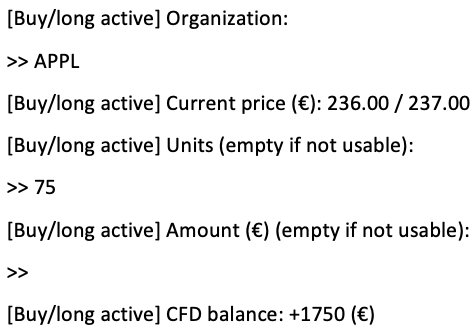 [Buy/long active] Organization:
>> APPL
[Buy/long active] Current price (€): 236.00 / 237.00
[Buy/long active] Units (empty if not usable):
>> 75
[Buy/long active] Amount (€) (empty if not usable):
>>
[Buy/long active] CFD balance: +1750 (€)